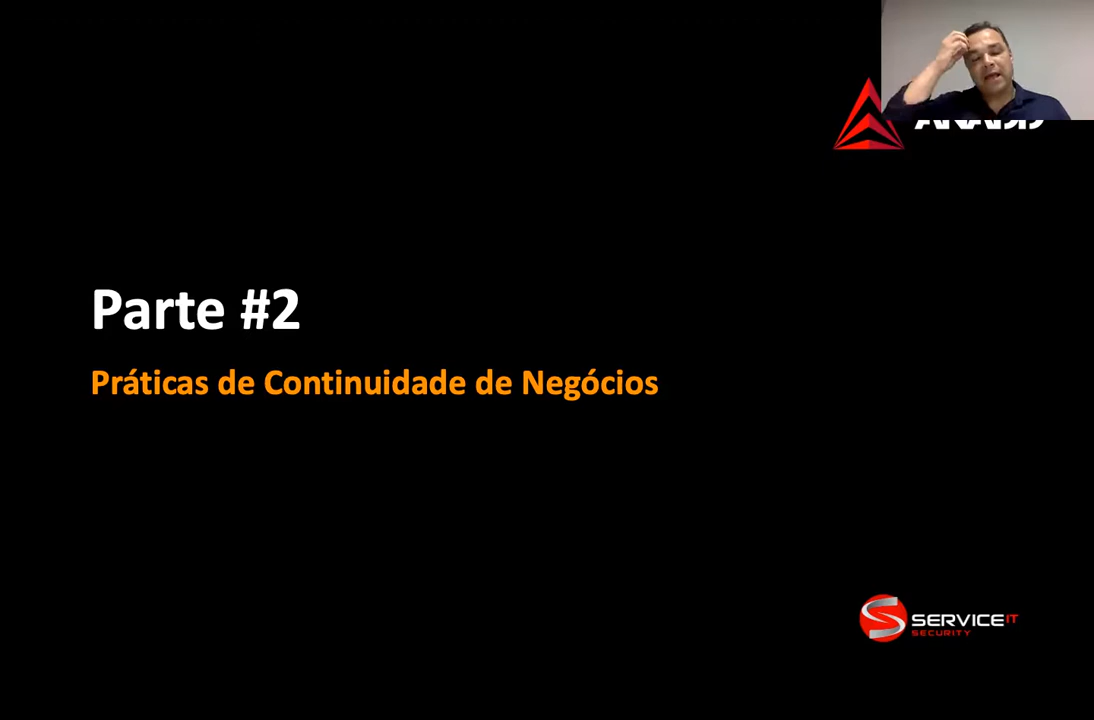 Parte #2
Práticas de Continuidade de Negócios
SERVICE IT
SECURITY